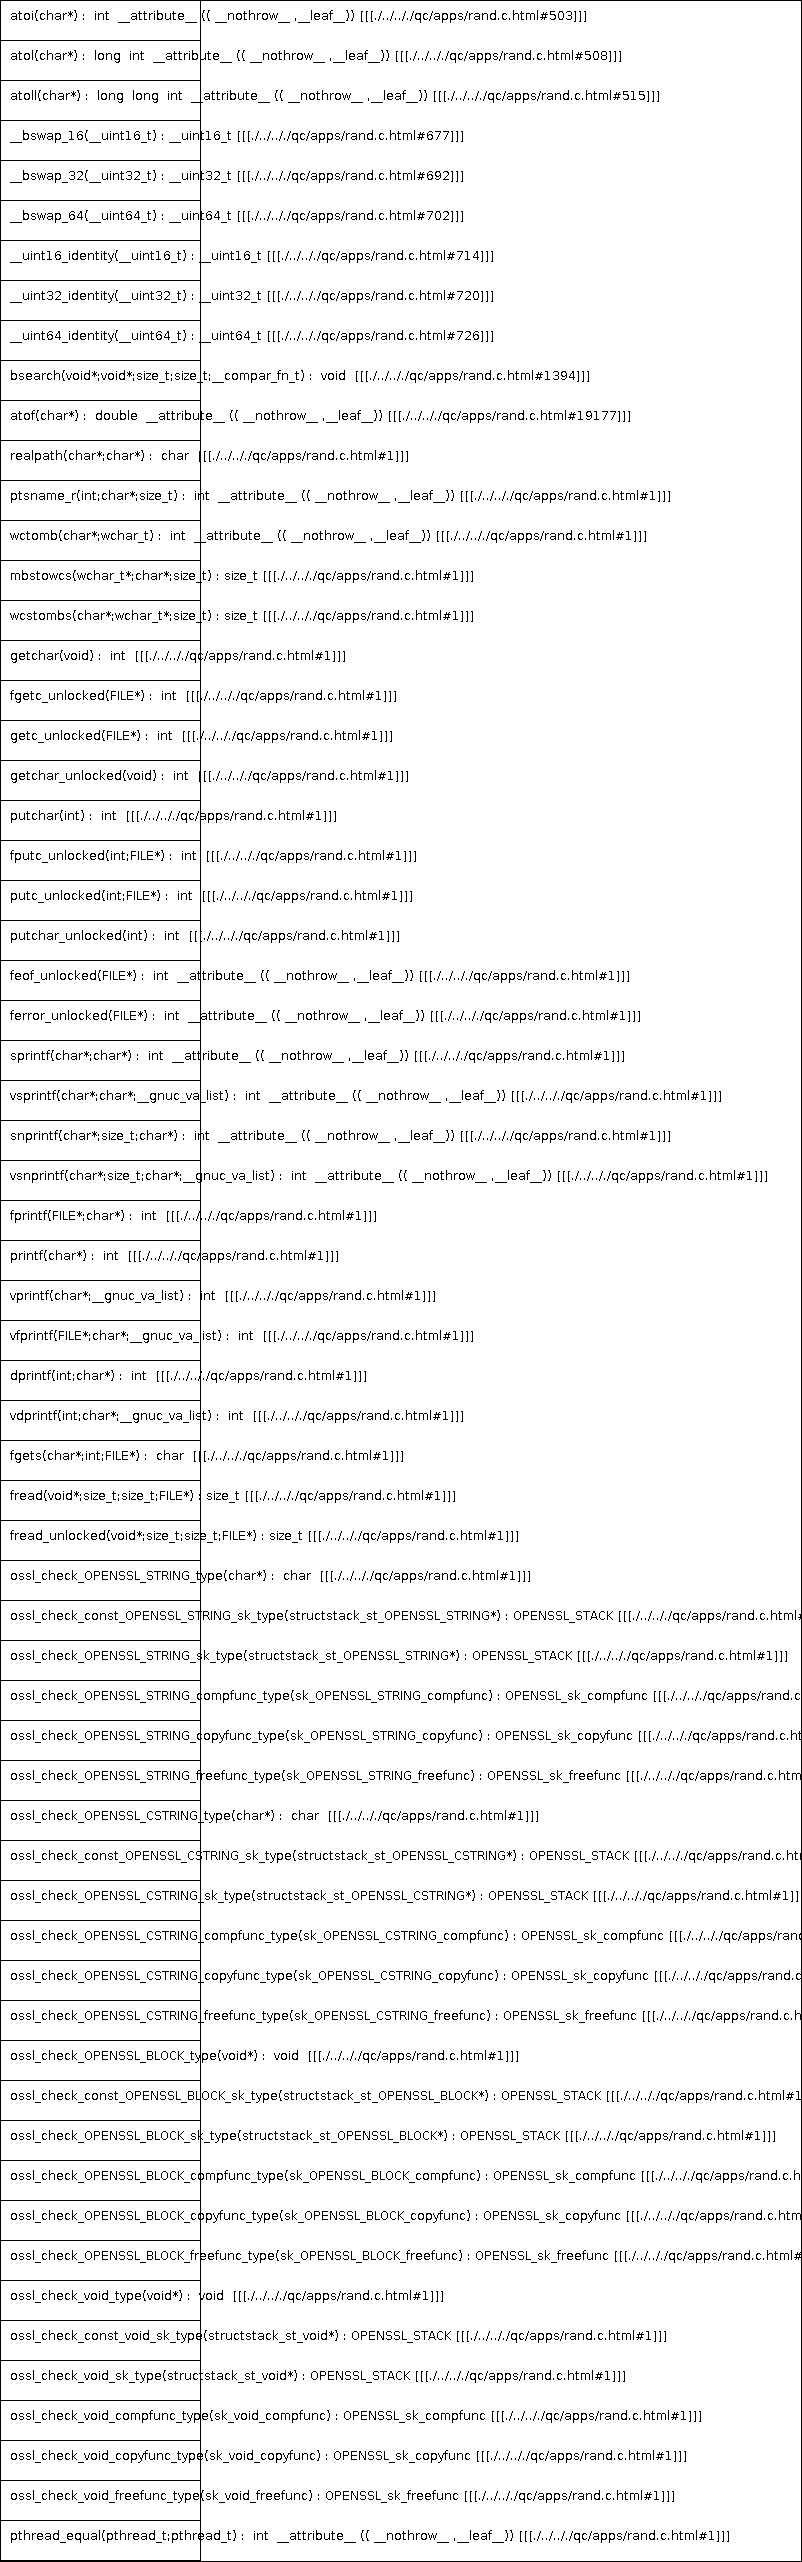 atoi(char*) :  int  __attribute__ (( __nothrow__ ,__leaf__)) [[[./../../../qc/apps/rand.c.html#503]]]
atol(char*) :  long  int  __attribute__ (( __nothrow__ ,__leaf__)) [[[./../../../qc/apps/rand.c.html#508]]]
atoll(char*) :  long  long  int  __attribute__ (( __nothrow__ ,__leaf__)) [[[./../../../qc/apps/rand.c.html#515]]]
__bswap_16(__uint16_t) : __uint16_t [[[./../../../qc/apps/rand.c.html#677]]]
__bswap_32(__uint32_t) : __uint32_t [[[./../../../qc/apps/rand.c.html#692]]]
__bswap_64(__uint64_t) : __uint64_t [[[./../../../qc/apps/rand.c.html#702]]]
__uint16_identity(__uint16_t) : __uint16_t [[[./../../../qc/apps/rand.c.html#714]]]
__uint32_identity(__uint32_t) : __uint32_t [[[./../../../qc/apps/rand.c.html#720]]]
__uint64_identity(__uint64_t) : __uint64_t [[[./../../../qc/apps/rand.c.html#726]]]
bsearch(void*;void*;size_t;size_t;__compar_fn_t) :  void  [[[./../../../qc/apps/rand.c.html#1394]]]
atof(char*) :  double  __attribute__ (( __nothrow__ ,__leaf__)) [[[./../../../qc/apps/rand.c.html#19177]]]
realpath(char*;char*) :  char  [[[./../../../qc/apps/rand.c.html#1]]]
ptsname_r(int;char*;size_t) :  int  __attribute__ (( __nothrow__ ,__leaf__)) [[[./../../../qc/apps/rand.c.html#1]]]
wctomb(char*;wchar_t) :  int  __attribute__ (( __nothrow__ ,__leaf__)) [[[./../../../qc/apps/rand.c.html#1]]]
mbstowcs(wchar_t*;char*;size_t) : size_t [[[./../../../qc/apps/rand.c.html#1]]]
wcstombs(char*;wchar_t*;size_t) : size_t [[[./../../../qc/apps/rand.c.html#1]]]
getchar(void) :  int  [[[./../../../qc/apps/rand.c.html#1]]]
fgetc_unlocked(FILE*) :  int  [[[./../../../qc/apps/rand.c.html#1]]]
getc_unlocked(FILE*) :  int  [[[./../../../qc/apps/rand.c.html#1]]]
getchar_unlocked(void) :  int  [[[./../../../qc/apps/rand.c.html#1]]]
putchar(int) :  int  [[[./../../../qc/apps/rand.c.html#1]]]
fputc_unlocked(int;FILE*) :  int  [[[./../../../qc/apps/rand.c.html#1]]]
putc_unlocked(int;FILE*) :  int  [[[./../../../qc/apps/rand.c.html#1]]]
putchar_unlocked(int) :  int  [[[./../../../qc/apps/rand.c.html#1]]]
feof_unlocked(FILE*) :  int  __attribute__ (( __nothrow__ ,__leaf__)) [[[./../../../qc/apps/rand.c.html#1]]]
ferror_unlocked(FILE*) :  int  __attribute__ (( __nothrow__ ,__leaf__)) [[[./../../../qc/apps/rand.c.html#1]]]
sprintf(char*;char*) :  int  __attribute__ (( __nothrow__ ,__leaf__)) [[[./../../../qc/apps/rand.c.html#1]]]
vsprintf(char*;char*;__gnuc_va_list) :  int  __attribute__ (( __nothrow__ ,__leaf__)) [[[./../../../qc/apps/rand.c.html#1]]]
snprintf(char*;size_t;char*) :  int  __attribute__ (( __nothrow__ ,__leaf__)) [[[./../../../qc/apps/rand.c.html#1]]]
vsnprintf(char*;size_t;char*;__gnuc_va_list) :  int  __attribute__ (( __nothrow__ ,__leaf__)) [[[./../../../qc/apps/rand.c.html#1]]]
fprintf(FILE*;char*) :  int  [[[./../../../qc/apps/rand.c.html#1]]]
printf(char*) :  int  [[[./../../../qc/apps/rand.c.html#1]]]
vprintf(char*;__gnuc_va_list) :  int  [[[./../../../qc/apps/rand.c.html#1]]]
vfprintf(FILE*;char*;__gnuc_va_list) :  int  [[[./../../../qc/apps/rand.c.html#1]]]
dprintf(int;char*) :  int  [[[./../../../qc/apps/rand.c.html#1]]]
vdprintf(int;char*;__gnuc_va_list) :  int  [[[./../../../qc/apps/rand.c.html#1]]]
fgets(char*;int;FILE*) :  char  [[[./../../../qc/apps/rand.c.html#1]]]
fread(void*;size_t;size_t;FILE*) : size_t [[[./../../../qc/apps/rand.c.html#1]]]
fread_unlocked(void*;size_t;size_t;FILE*) : size_t [[[./../../../qc/apps/rand.c.html#1]]]
ossl_check_OPENSSL_STRING_type(char*) :  char  [[[./../../../qc/apps/rand.c.html#1]]]
ossl_check_const_OPENSSL_STRING_sk_type(structstack_st_OPENSSL_STRING*) : OPENSSL_STACK [[[./../../../qc/apps/rand.c.html#
ossl_check_OPENSSL_STRING_sk_type(structstack_st_OPENSSL_STRING*) : OPENSSL_STACK [[[./../../../qc/apps/rand.c.html#1]]]
ossl_check_OPENSSL_STRING_compfunc_type(sk_OPENSSL_STRING_compfunc) : OPENSSL_sk_compfunc [[[./../../../qc/apps/rand.c
ossl_check_OPENSSL_STRING_copyfunc_type(sk_OPENSSL_STRING_copyfunc) : OPENSSL_sk_copyfunc [[[./../../../qc/apps/rand.c.ht
ossl_check_OPENSSL_STRING_freefunc_type(sk_OPENSSL_STRING_freefunc) : OPENSSL_sk_freefunc [[[./../../../qc/apps/rand.c.htm
ossl_check_OPENSSL_CSTRING_type(char*) :  char  [[[./../../../qc/apps/rand.c.html#1]]]
ossl_check_const_OPENSSL_CSTRING_sk_type(structstack_st_OPENSSL_CSTRING*) : OPENSSL_STACK [[[./../../../qc/apps/rand.c.htm
ossl_check_OPENSSL_CSTRING_sk_type(structstack_st_OPENSSL_CSTRING*) : OPENSSL_STACK [[[./../../../qc/apps/rand.c.html#1]]]
ossl_check_OPENSSL_CSTRING_compfunc_type(sk_OPENSSL_CSTRING_compfunc) : OPENSSL_sk_compfunc [[[./../../../qc/apps/rand
ossl_check_OPENSSL_CSTRING_copyfunc_type(sk_OPENSSL_CSTRING_copyfunc) : OPENSSL_sk_copyfunc [[[./../../../qc/apps/rand.c
ossl_check_OPENSSL_CSTRING_freefunc_type(sk_OPENSSL_CSTRING_freefunc) : OPENSSL_sk_freefunc [[[./../../../qc/apps/rand.c.h
ossl_check_OPENSSL_BLOCK_type(void*) :  void  [[[./../../../qc/apps/rand.c.html#1]]]
ossl_check_const_OPENSSL_BLOCK_sk_type(structstack_st_OPENSSL_BLOCK*) : OPENSSL_STACK [[[./../../../qc/apps/rand.c.html#1
ossl_check_OPENSSL_BLOCK_sk_type(structstack_st_OPENSSL_BLOCK*) : OPENSSL_STACK [[[./../../../qc/apps/rand.c.html#1]]]
ossl_check_OPENSSL_BLOCK_compfunc_type(sk_OPENSSL_BLOCK_compfunc) : OPENSSL_sk_compfunc [[[./../../../qc/apps/rand.c.h
ossl_check_OPENSSL_BLOCK_copyfunc_type(sk_OPENSSL_BLOCK_copyfunc) : OPENSSL_sk_copyfunc [[[./../../../qc/apps/rand.c.htm
ossl_check_OPENSSL_BLOCK_freefunc_type(sk_OPENSSL_BLOCK_freefunc) : OPENSSL_sk_freefunc [[[./../../../qc/apps/rand.c.html#
ossl_check_void_type(void*) :  void  [[[./../../../qc/apps/rand.c.html#1]]]
ossl_check_const_void_sk_type(structstack_st_void*) : OPENSSL_STACK [[[./../../../qc/apps/rand.c.html#1]]]
ossl_check_void_sk_type(structstack_st_void*) : OPENSSL_STACK [[[./../../../qc/apps/rand.c.html#1]]]
ossl_check_void_compfunc_type(sk_void_compfunc) : OPENSSL_sk_compfunc [[[./../../../qc/apps/rand.c.html#1]]]
ossl_check_void_copyfunc_type(sk_void_copyfunc) : OPENSSL_sk_copyfunc [[[./../../../qc/apps/rand.c.html#1]]]
ossl_check_void_freefunc_type(sk_void_freefunc) : OPENSSL_sk_freefunc [[[./../../../qc/apps/rand.c.html#1]]]
pthread_equal(pthread_t;pthread_t) :  int  __attribute__ (( __nothrow__ ,__leaf__)) [[[./../../../qc/apps/rand.c.html#1]]]